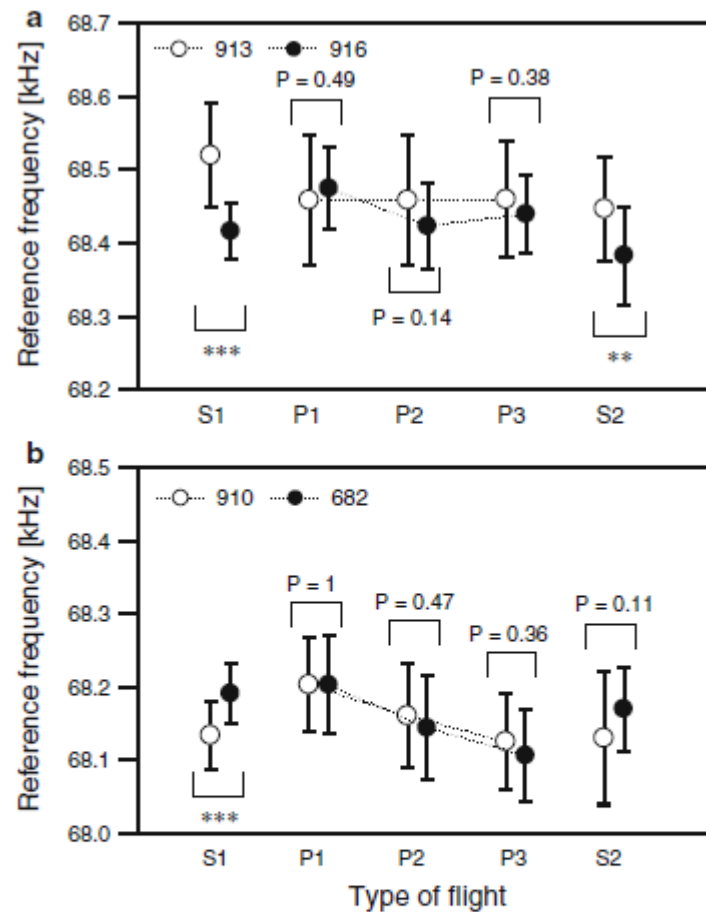 a
68.7
68.6
68.5
68.4
68.3
68.2
Reference frequency [kHz]
913 916
P = 0.49
P = 0.38
P = 0.14
***
**
S1 P1 P2 P3 S2
b
68.5
68.4
68.3
68.2
68.1
68.0
Reference frequency [kHz]
910 682
P = 1
P = 0.47
P = 0.36
P = 0.11
***
S1 P1 P2 P3 S2
Type of flight